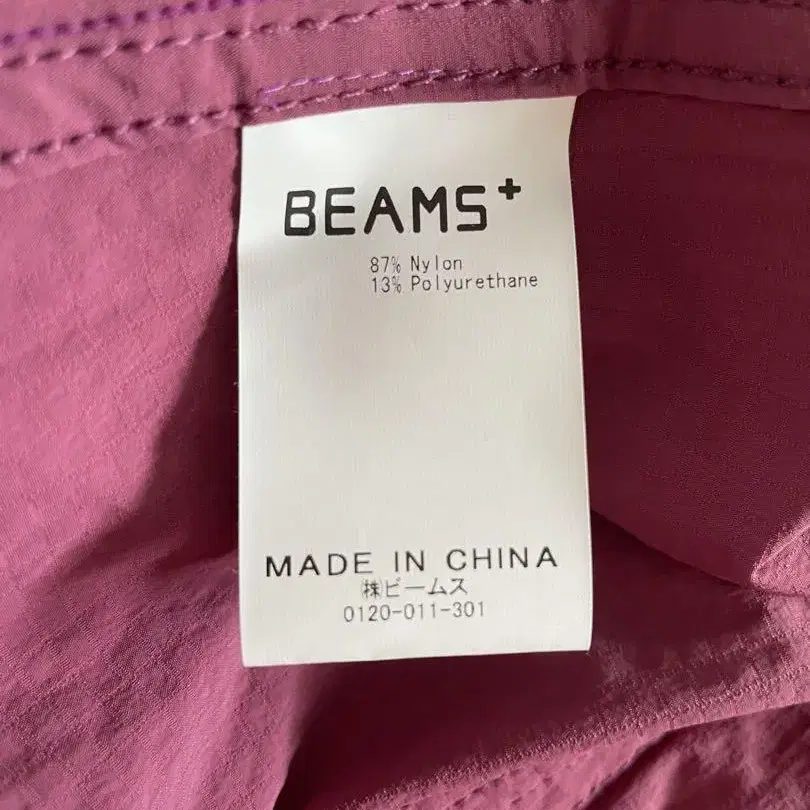 BEAMS+
87% Nylon
13% Polyurethane
MADE IN CHINA
㈱ビームス
0120-011-301